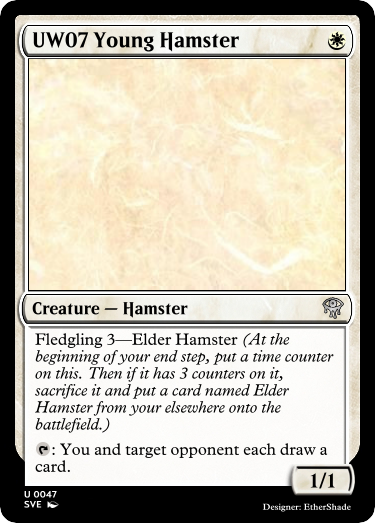 UW07 Young Hamster
Creature — Hamster
Fledgling 3—Elder Hamster (At the
beginning of your end step, put a time counter
on this. Then if it has 3 counters on it,
sacrifice it and put a card named Elder
Hamster from your elsewhere onto the
battlefield.)
: You and target opponent each draw a
card.
1/1
U 0047
SVE
Designer: EtherShade